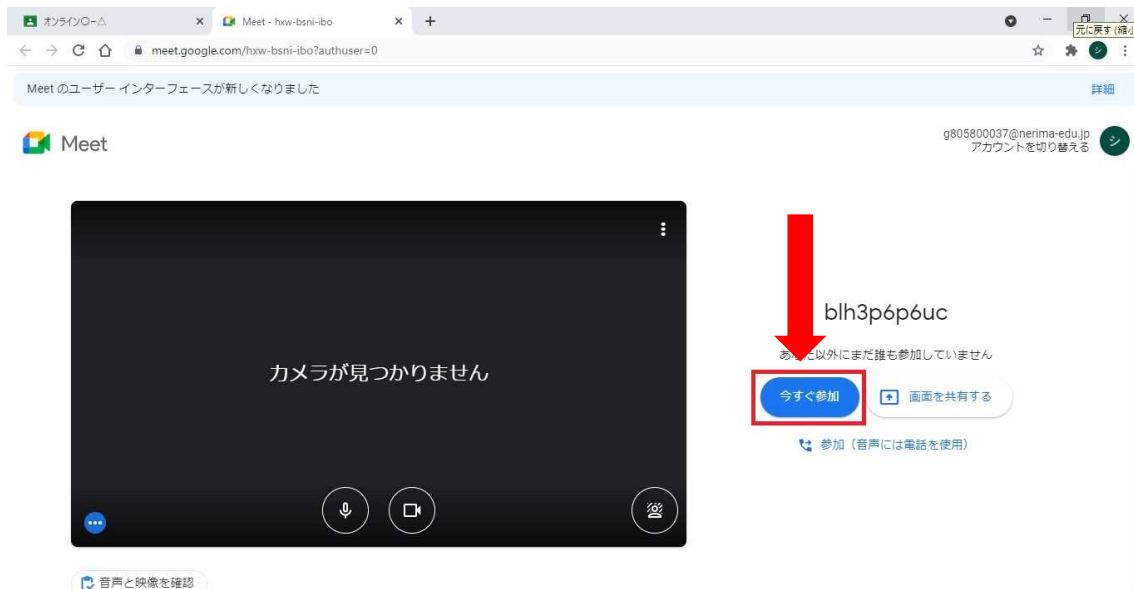 オンライン〇-△
Meet - hxw-bsni-ibo
元に戻す (縮小
meet.google.com/hxw-bsni-ibo?authuser=0
シ
Meet のユーザー インターフェースが新しくなりました
詳細
Meet
g805800037@nerima-edu.jp
アカウントを切り替える
シ
blh3p6p6uc
カメラが見つかりません
以外にまだ誰も参加していません
今すぐ参加
画面を共有する
参加（音声には電話を使用）
音声と映像を確認